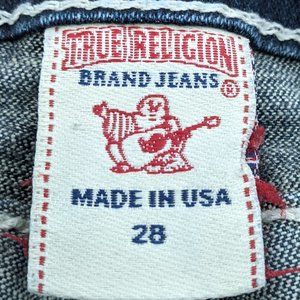 TRUE RELIGION
BRAND JEANS ®
MADE IN USA
28